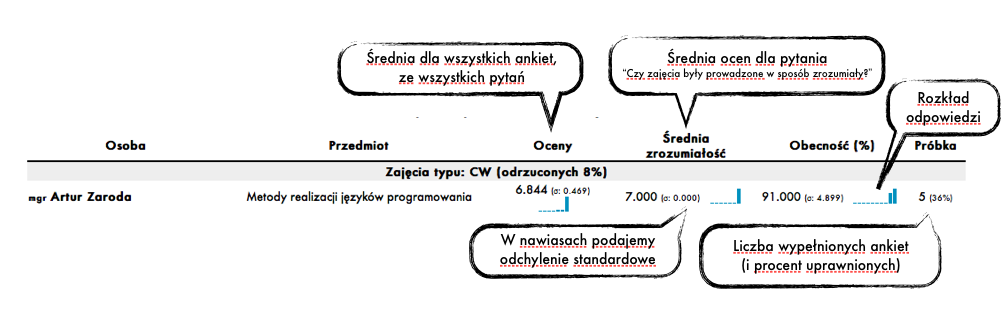 Średnia dla wszystkich ankiet,
ze wszystkich pytań
Średnia ocen dla pytania
"Czy zajęcia były prowadzone w sposób zrozumiały?"
Rozkład
odpowiedzi
Osoba Przedmiot Oceny Średnia zrozumiałość Obecność (%) Próbka
Zajęcia typu: CW (odrzuconych 8%)
mgr Artur Zaroda Metody realizacji języków programowania 6.844 (σ: 0.469) 7.000 (σ: 0.000) 91.000 (σ: 4.899) 5 (36%)
W nawiasach podajemy
odchylenie standardowe
Liczba wypełnionych ankiet
(i procent uprawnionych)